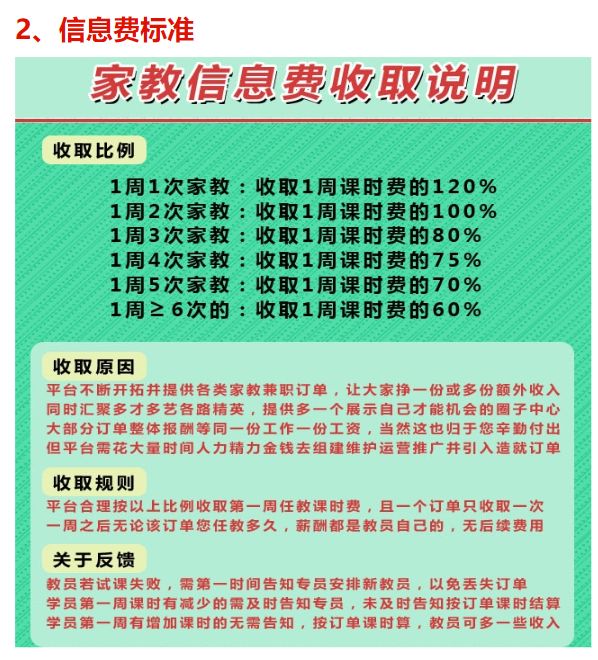 2、信息费标准
家教信息费收取说明
收取比例
1周1次家教：收取1周课时费的120%
1周2次家教：收取1周课时费的100%
1周3次家教：收取1周课时费的80%
1周4次家教：收取1周课时费的75%
1周5次家教：收取1周课时费的70%
1周≥6次的：收取1周课时费的60%
收取原因
平台不断开拓并提供各类家教兼职订单，让大家挣一份或多份额外收入
同时汇聚多才多艺各路精英，提供多一个展示自己才能机会的圈子中心
大部分订单整体报酬等同一份工作一份工资，当然这也归于您辛勤付出
但平台需花大量时间人力精力金钱去组建维护运营推广并引入造就订单
收取规则
平台合理按以上比例收取第一周任教课时费，且一个订单只收取一次
一周之后无论该订单您任教多久，薪酬都是教员自己的，无后续费用
关于反馈
教员若试课失败，需第一时间告知专员安排新教员，以免丢失订单
学员第一周课时有减少的需及时告知专员，未及时告知按订单课时结算
学员第一周有增加课时的无需告知，按订单课时算，教员可多一些收入